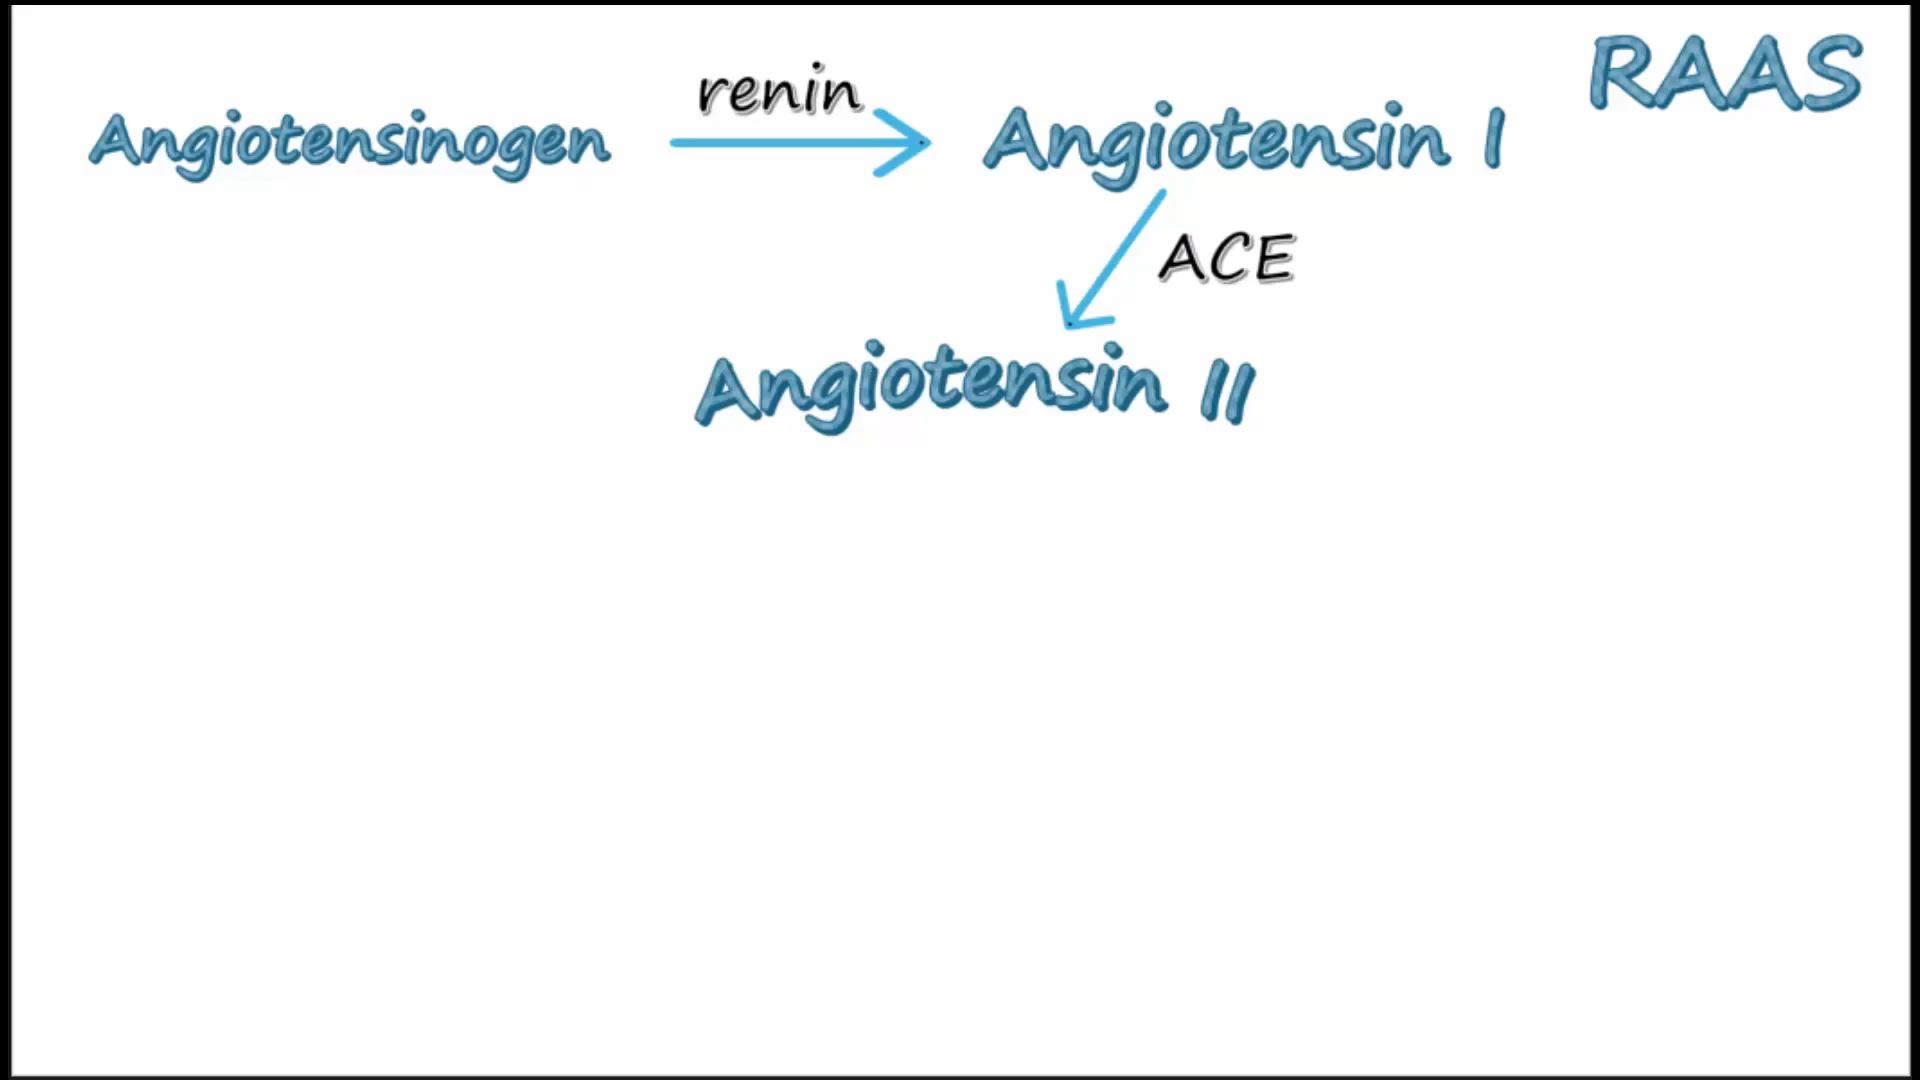 RAAS
renin
Angiotensinogen
Angiotensin I
ACE
Angiotensin II